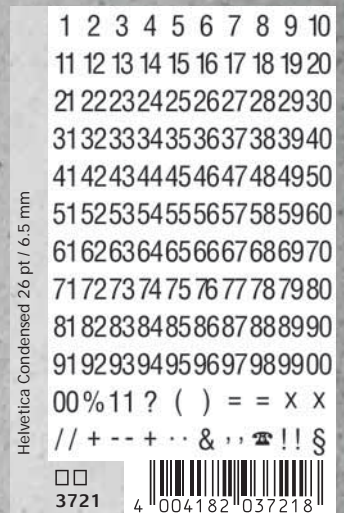 1 2 3 4 5 6 7 8 9 10
11 12 13 14 15 16 17 18 19 20
21 22 23 24 25 26 27 28 29 30
31 32 33 34 35 36 37 38 39 40
41 42 43 44 45 46 47 48 49 50
51 52 53 54 55 56 57 58 59 60
61 62 63 64 65 66 67 68 69 70
71 72 73 74 75 76 77 78 79 80
81 82 83 84 85 86 87 88 89 90
91 92 93 94 95 96 97 98 99 00
00 % 11 ? ( ) = = x x
// + - - + · · & , , ☎ ! ! §
Helvetica Condensed 26 pt / 6.5 mm
□□
3721
4 004182 037218